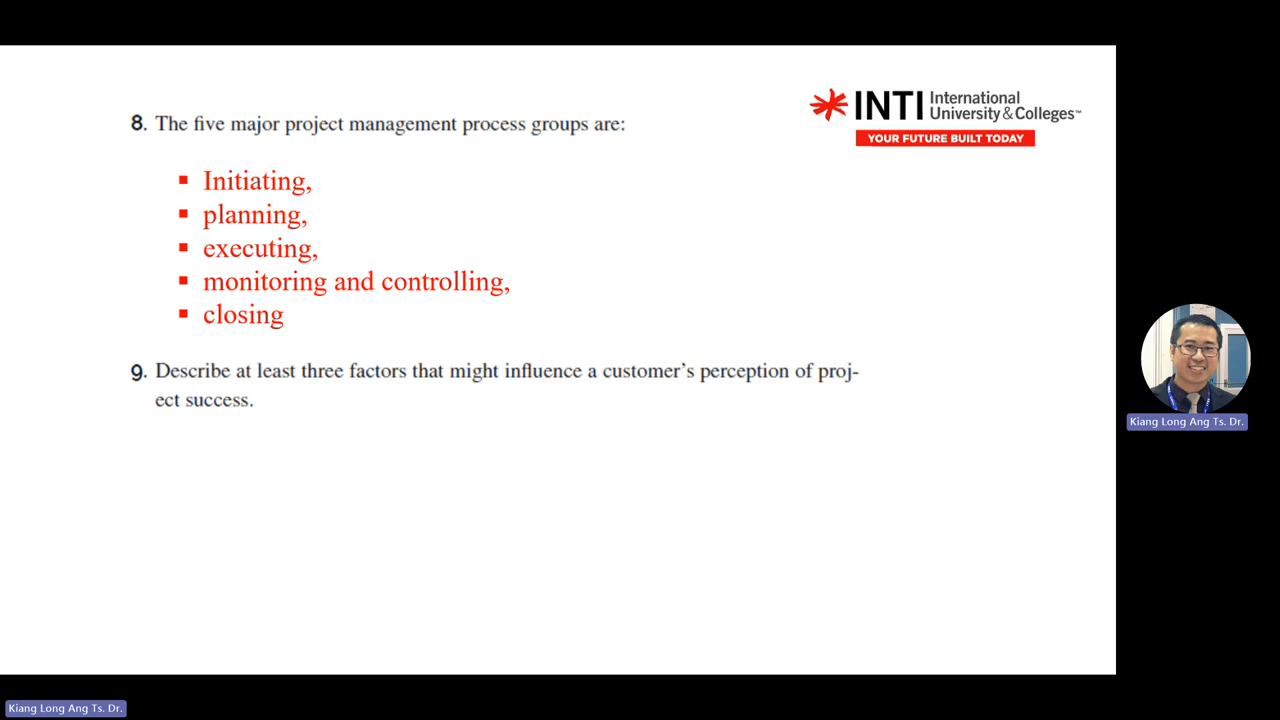 INTI International
University & Colleges™
YOUR FUTURE BUILT TODAY
8. The five major project management process groups are:
▪ Initiating,
▪ planning,
▪ executing,
▪ monitoring and controlling,
▪ closing
9. Describe at least three factors that might influence a customer's perception of proj-
ect success.
Kiang Long Ang Ts. Dr.
Kiang Long Ang Ts. Dr.